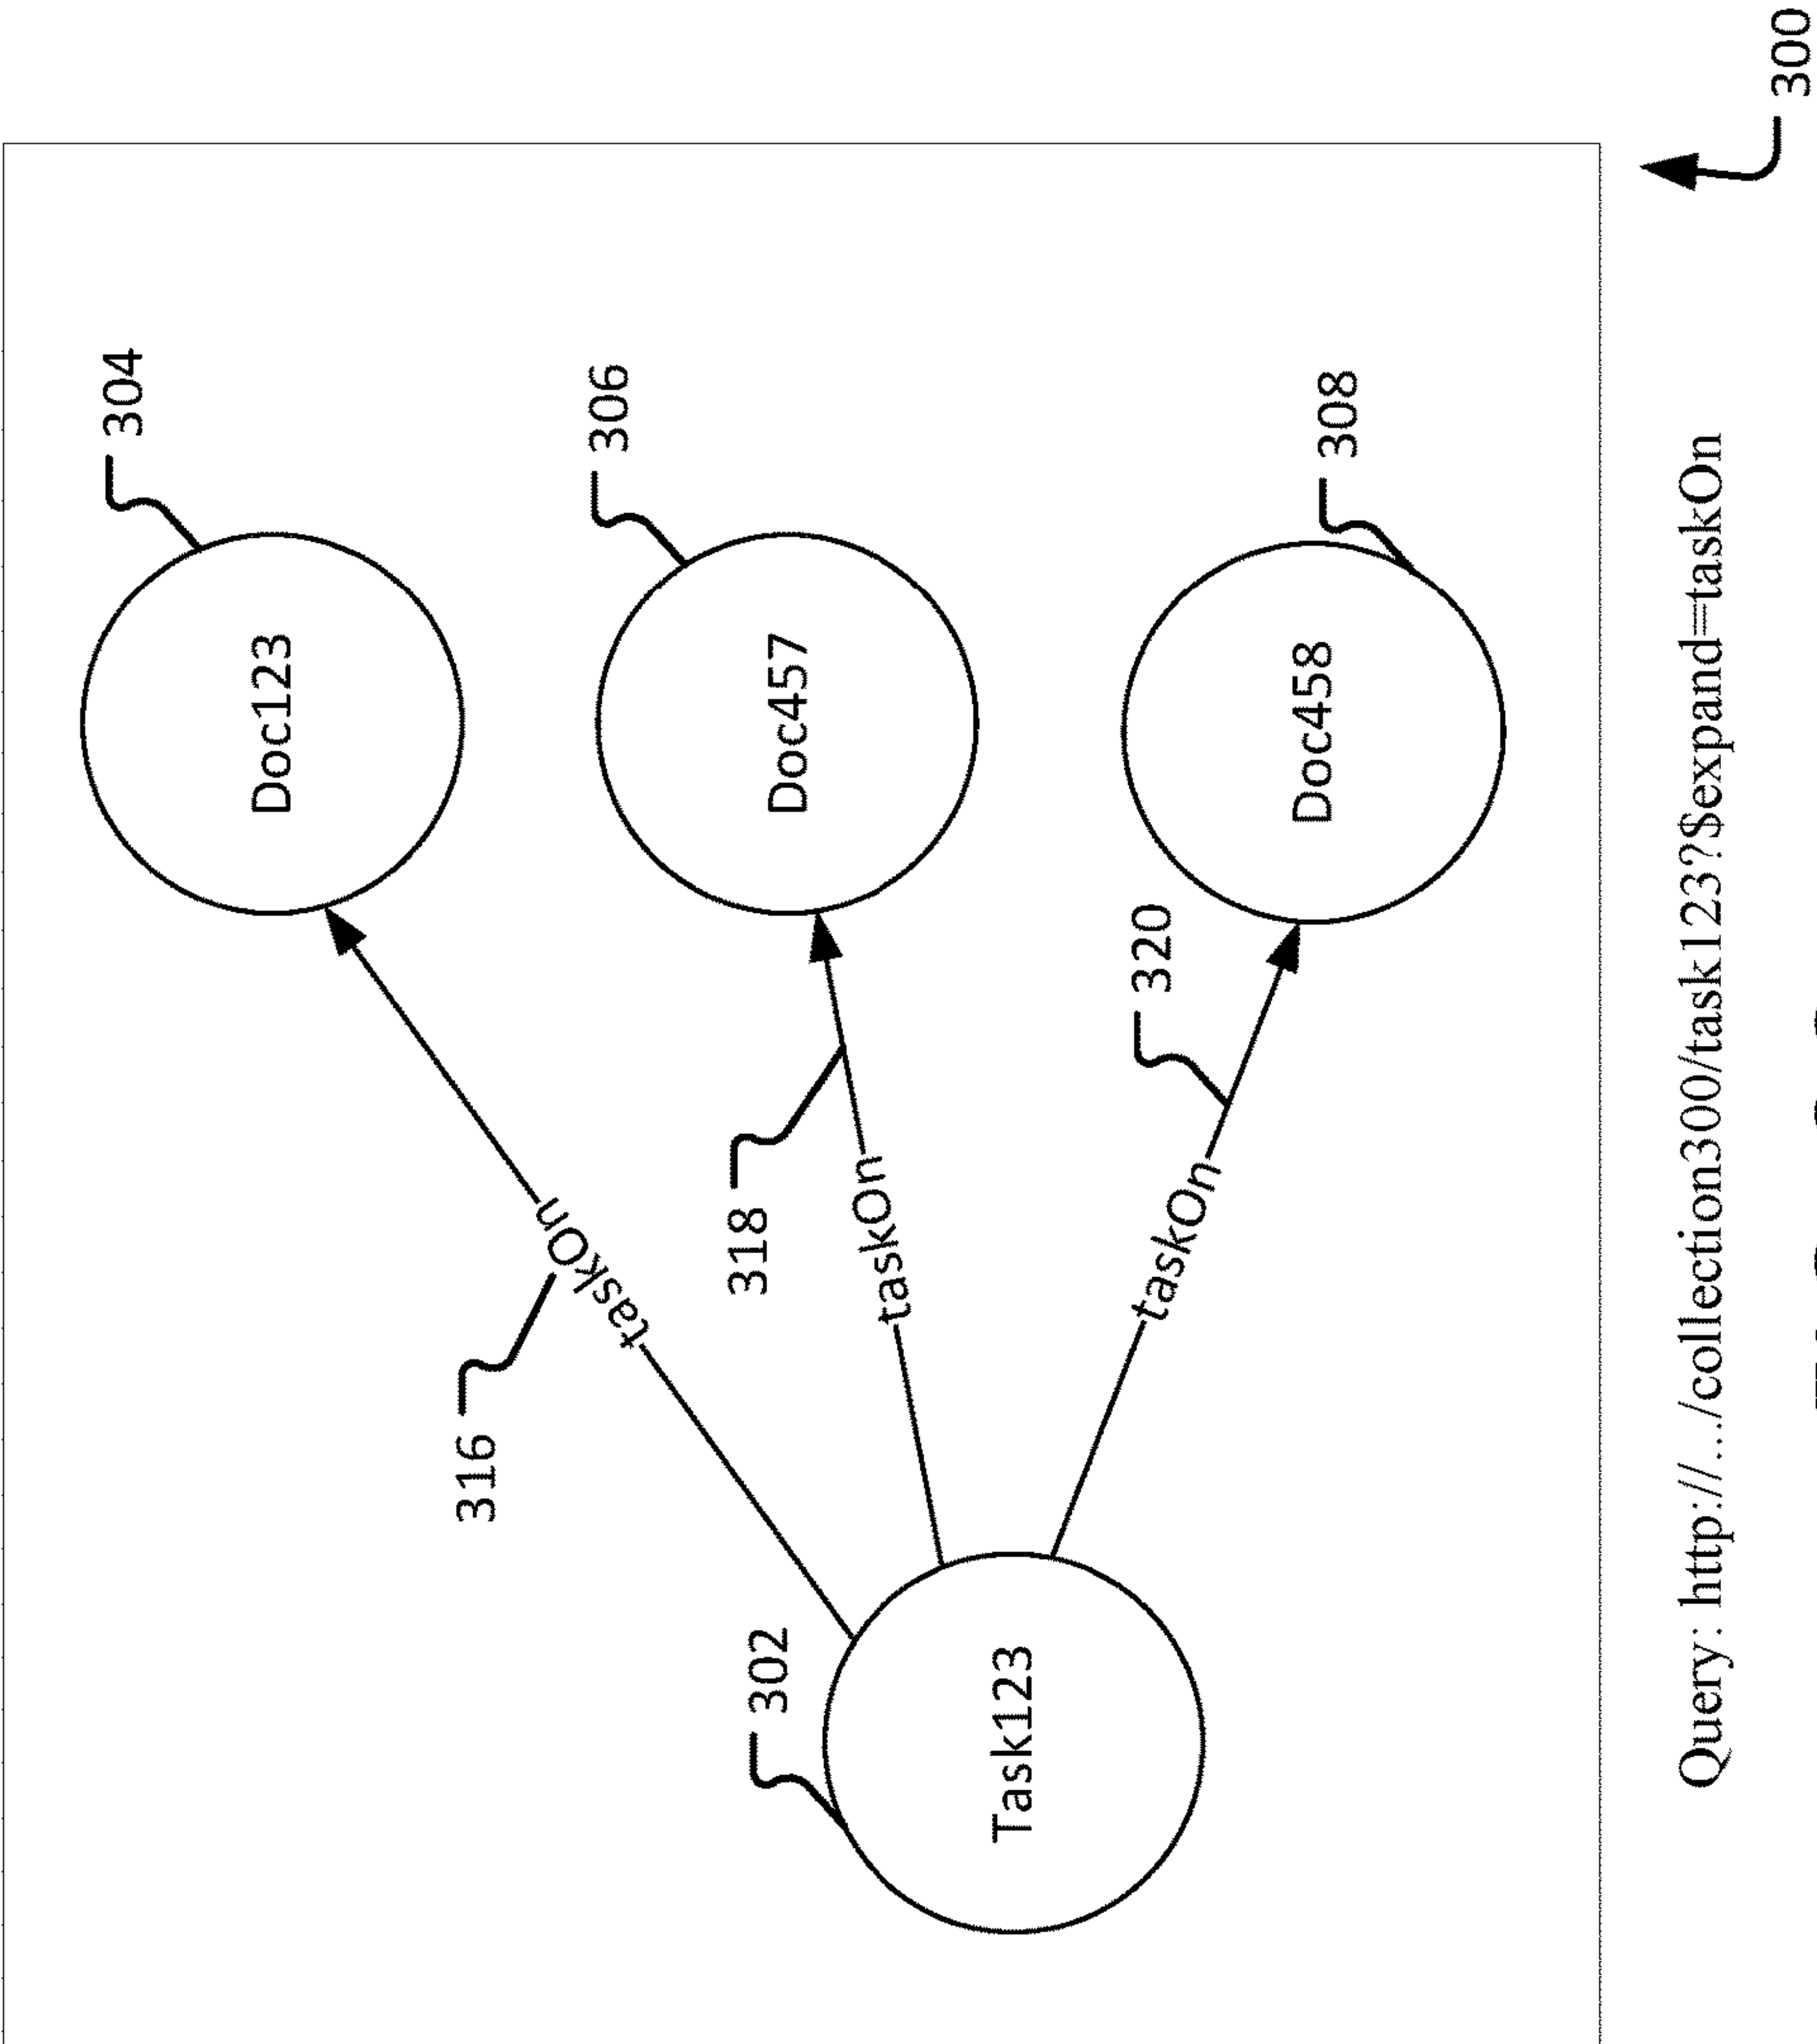 304
Doc123
316
taskOn
306
318
Doc457
taskOn
302
Task123
320
taskOn
308
Doc458
Query: http://.../collection300/task123?$expand=taskOn
300